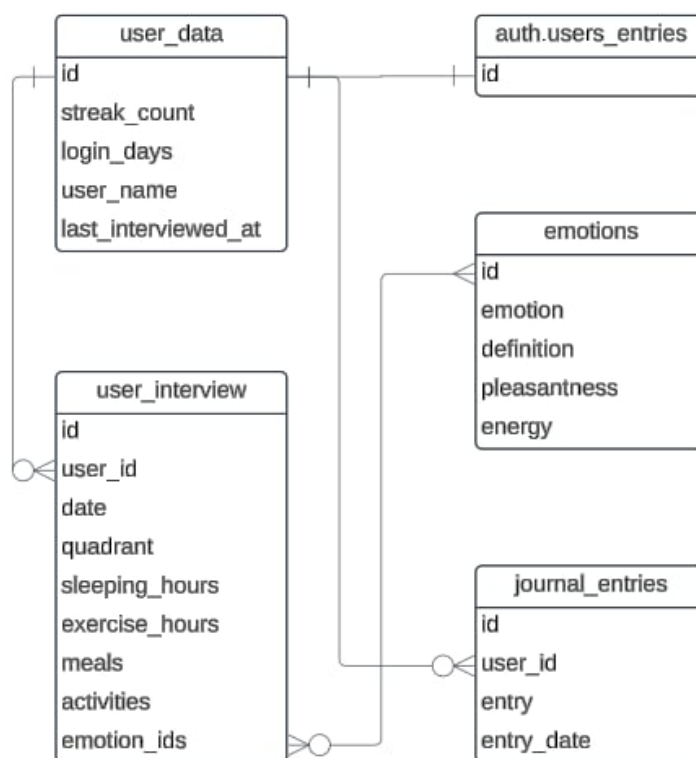 user_data
id
streak_count
login_days
user_name
last_interviewed_at
auth.users_entries
id
emotions
id
emotion
definition
pleasantness
energy
user_interview
id
user_id
date
quadrant
sleeping_hours
exercise_hours
meals
activities
emotion_ids
journal_entries
id
user_id
entry
entry_date